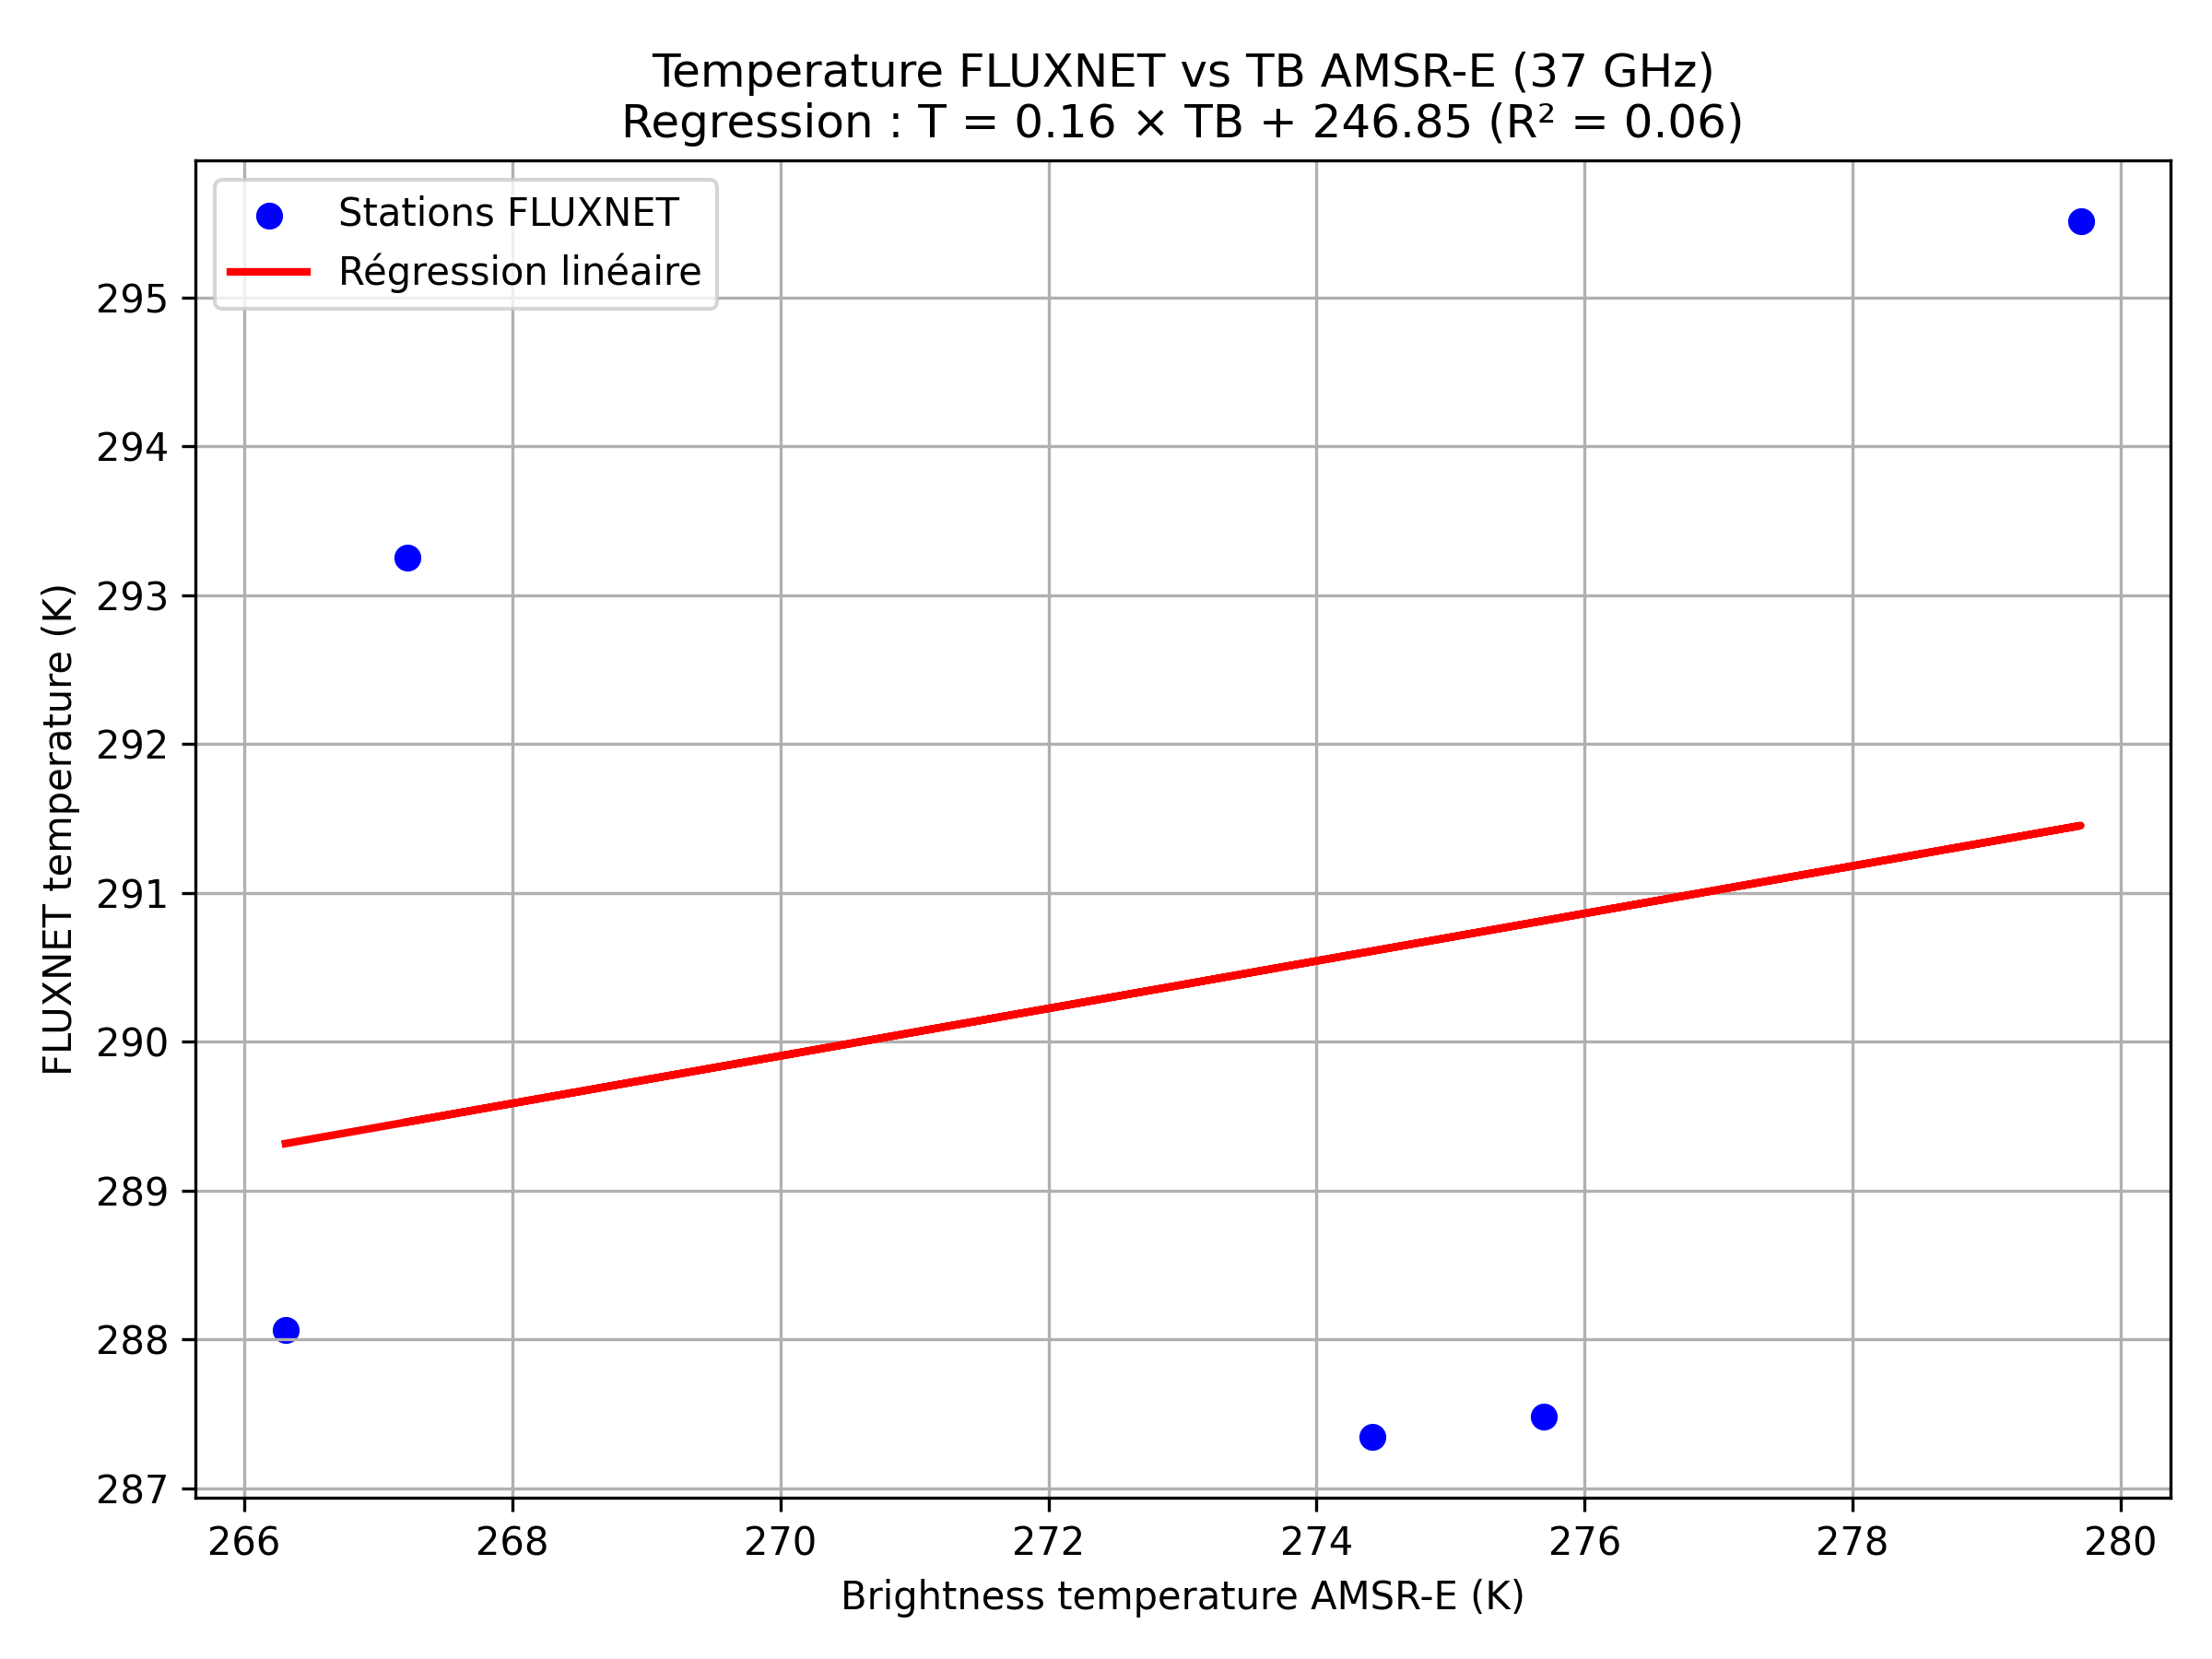 Temperature FLUXNET vs TB AMSR-E (37 GHz)
Regression : T = 0.16 × TB + 246.85 (R² = 0.06)
Stations FLUXNET
Régression linéaire
FLUXNET temperature (K)
295
294
293
292
291
290
289
288
287
266 268 270 272 274 276 278 280
Brightness temperature AMSR-E (K)